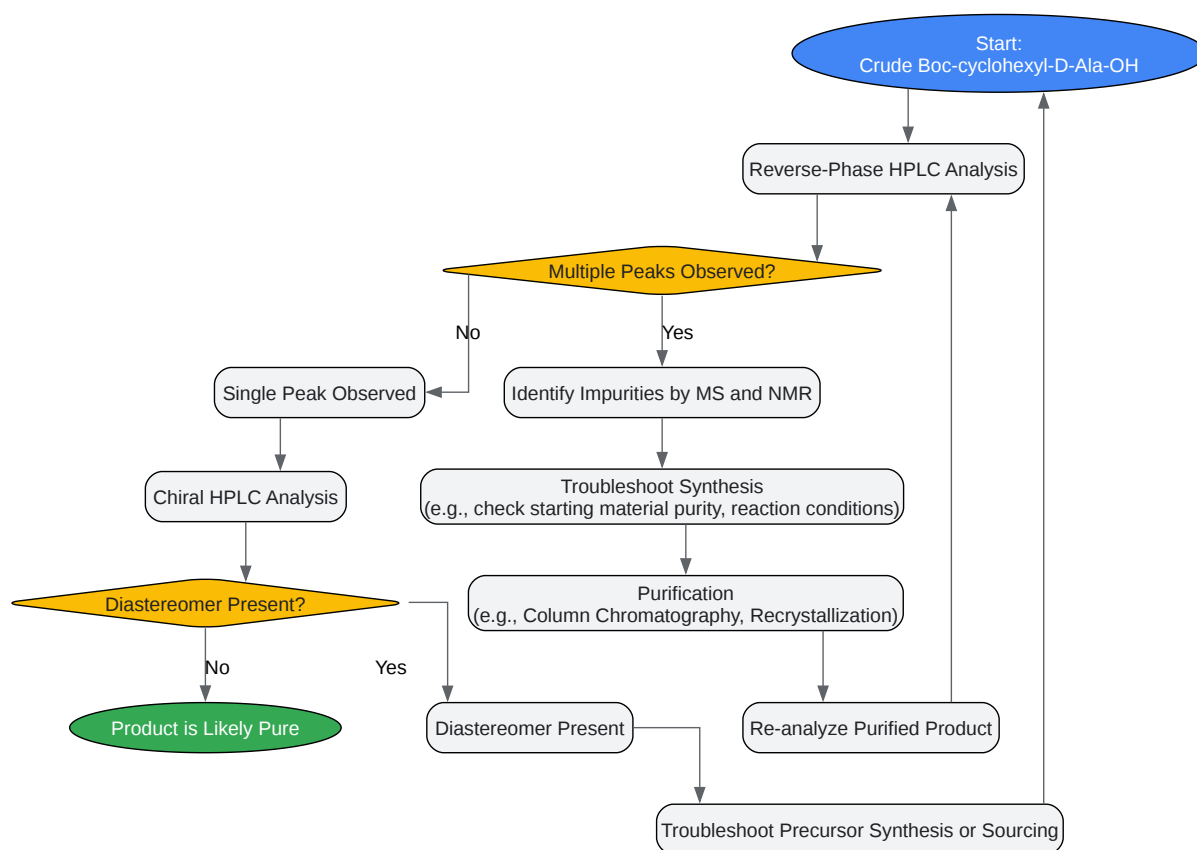 Start:
Crude Boc-cyclohexyl-D-Ala-OH
Reverse-Phase HPLC Analysis
Multiple Peaks Observed?
No
Yes
Single Peak Observed
Identify Impurities by MS and NMR
Chiral HPLC Analysis
Troubleshoot Synthesis
(e.g., check starting material purity, reaction conditions)
Diastereomer Present?
Purification
(e.g., Column Chromatography, Recrystallization)
No
Yes
Product is Likely Pure
Diastereomer Present
Re-analyze Purified Product
Troubleshoot Precursor Synthesis or Sourcing